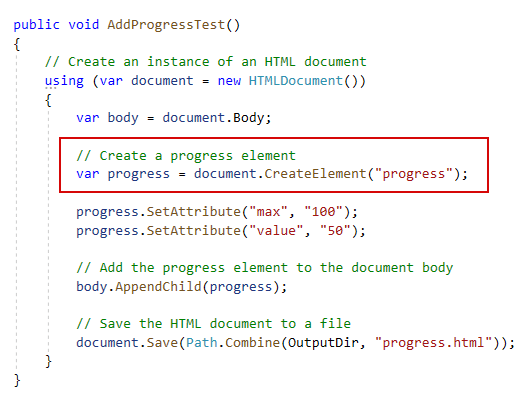 public void AddProgressTest()
{
    // Create an instance of an HTML document
    using (var document = new HTMLDocument())
    {
        var body = document.Body;

        // Create a progress element
        var progress = document.CreateElement("progress");

        progress.SetAttribute("max", "100");
        progress.SetAttribute("value", "50");

        // Add the progress element to the document body
        body.AppendChild(progress);

        // Save the HTML document to a file
        document.Save(Path.Combine(OutputDir, "progress.html"));
    }
}